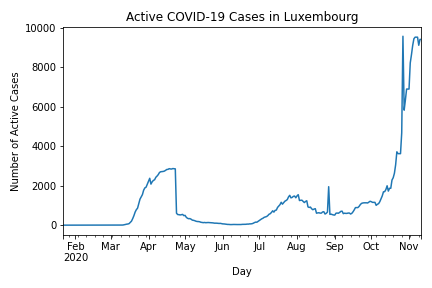 Active COVID-19 Cases in Luxembourg
Number of Active Cases
10000
8000
6000
4000
2000
0
Feb Mar Apr May Jun Jul Aug Sep Oct Nov
2020
Day